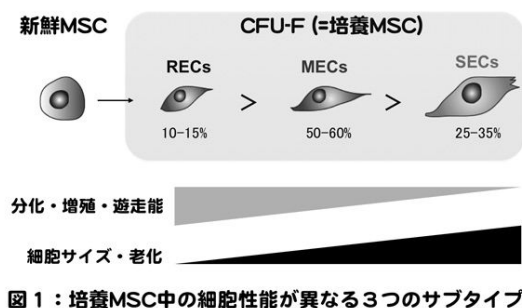 新鮮MSC
CFU-F (=培養MSC)
RECs > MECs > SECs
10-15% 50-60% 25-35%
分化・増殖・遊走能
細胞サイズ・老化
図1：培養MSC中の細胞性能が異なる3つのサブタイプ